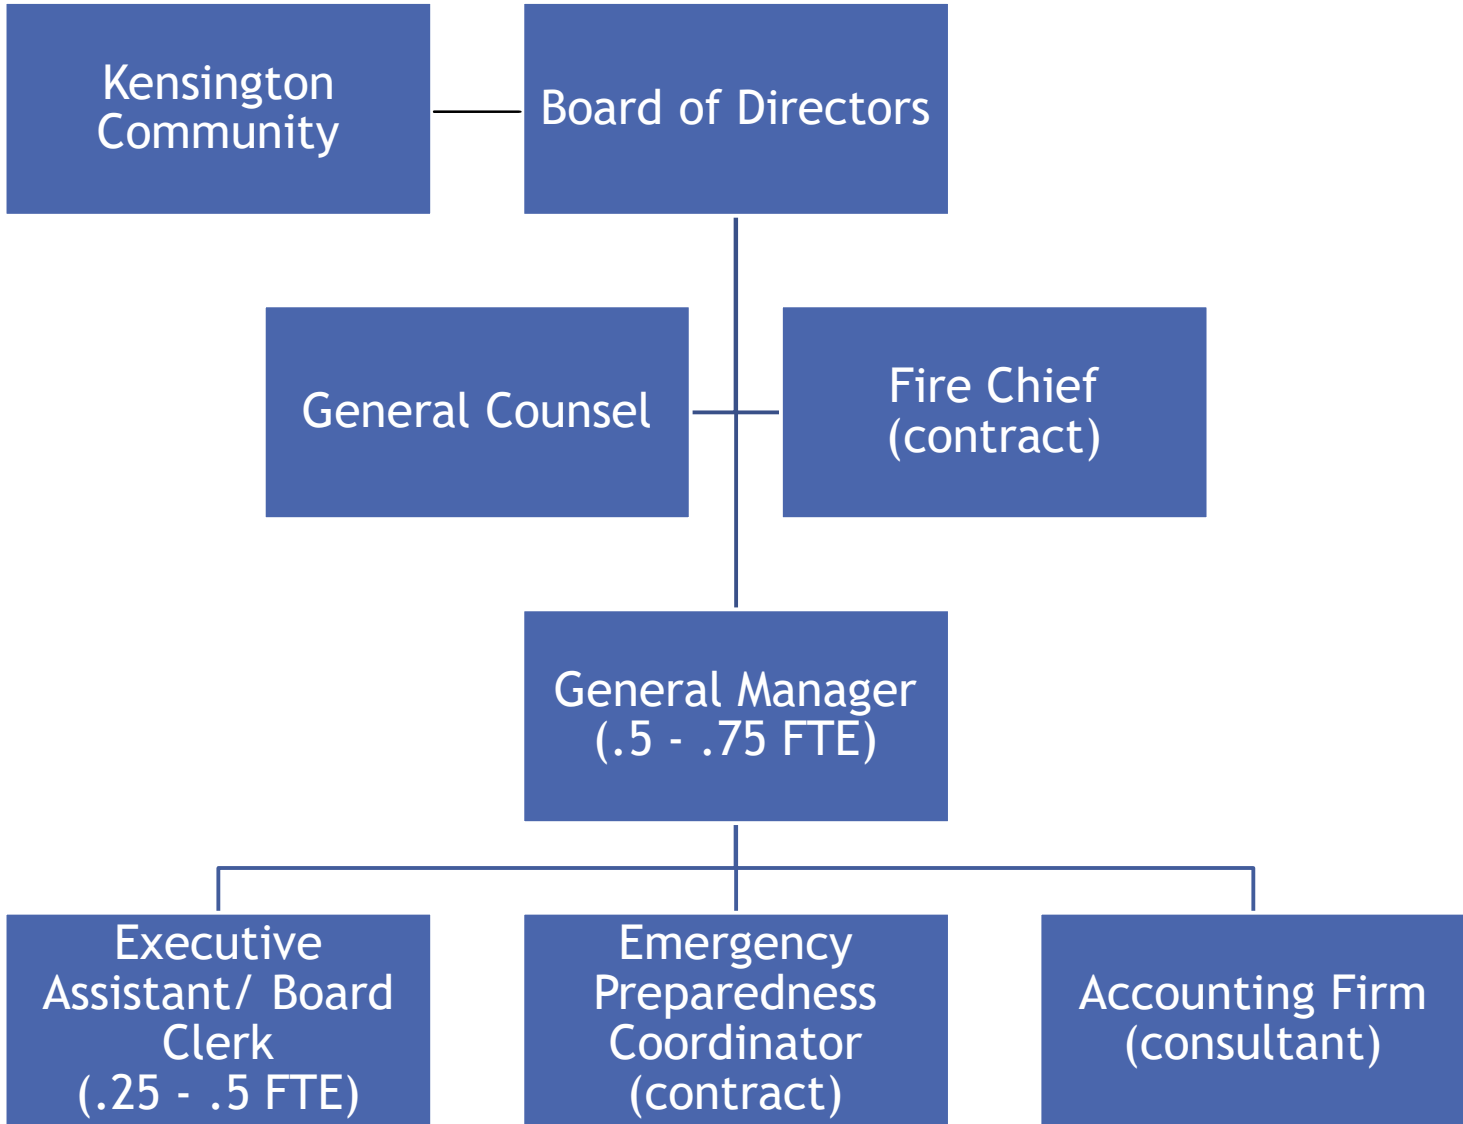 Kensington
Community
Board of Directors
General Counsel
Fire Chief
(contract)
General Manager
(.5 - .75 FTE)
Executive
Assistant/ Board
Clerk
(.25 - .5 FTE)
Emergency
Preparedness
Coordinator
(contract)
Accounting Firm
(consultant)